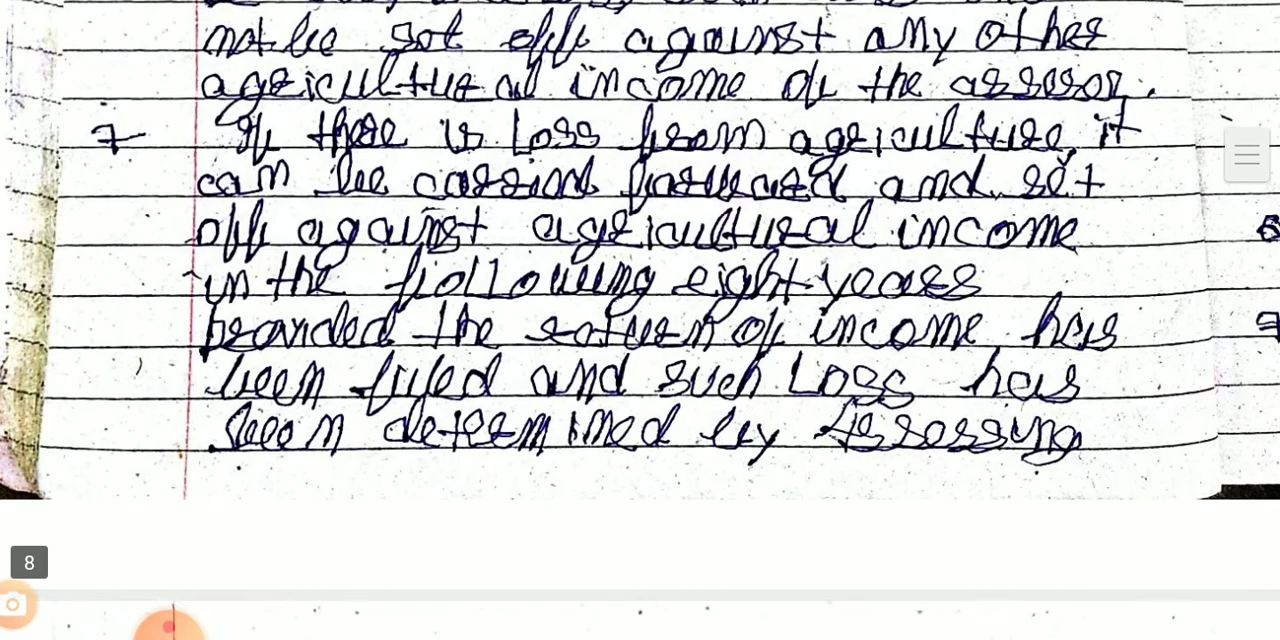 not be set off against any other
agricultural income of the assesor.
7 If there is Loss from agriculture, it
can be carried forward and set
off against agricultural income
in the following eight years
provided the return of income has
been filed and such Loss has
been determined by Assessing
8